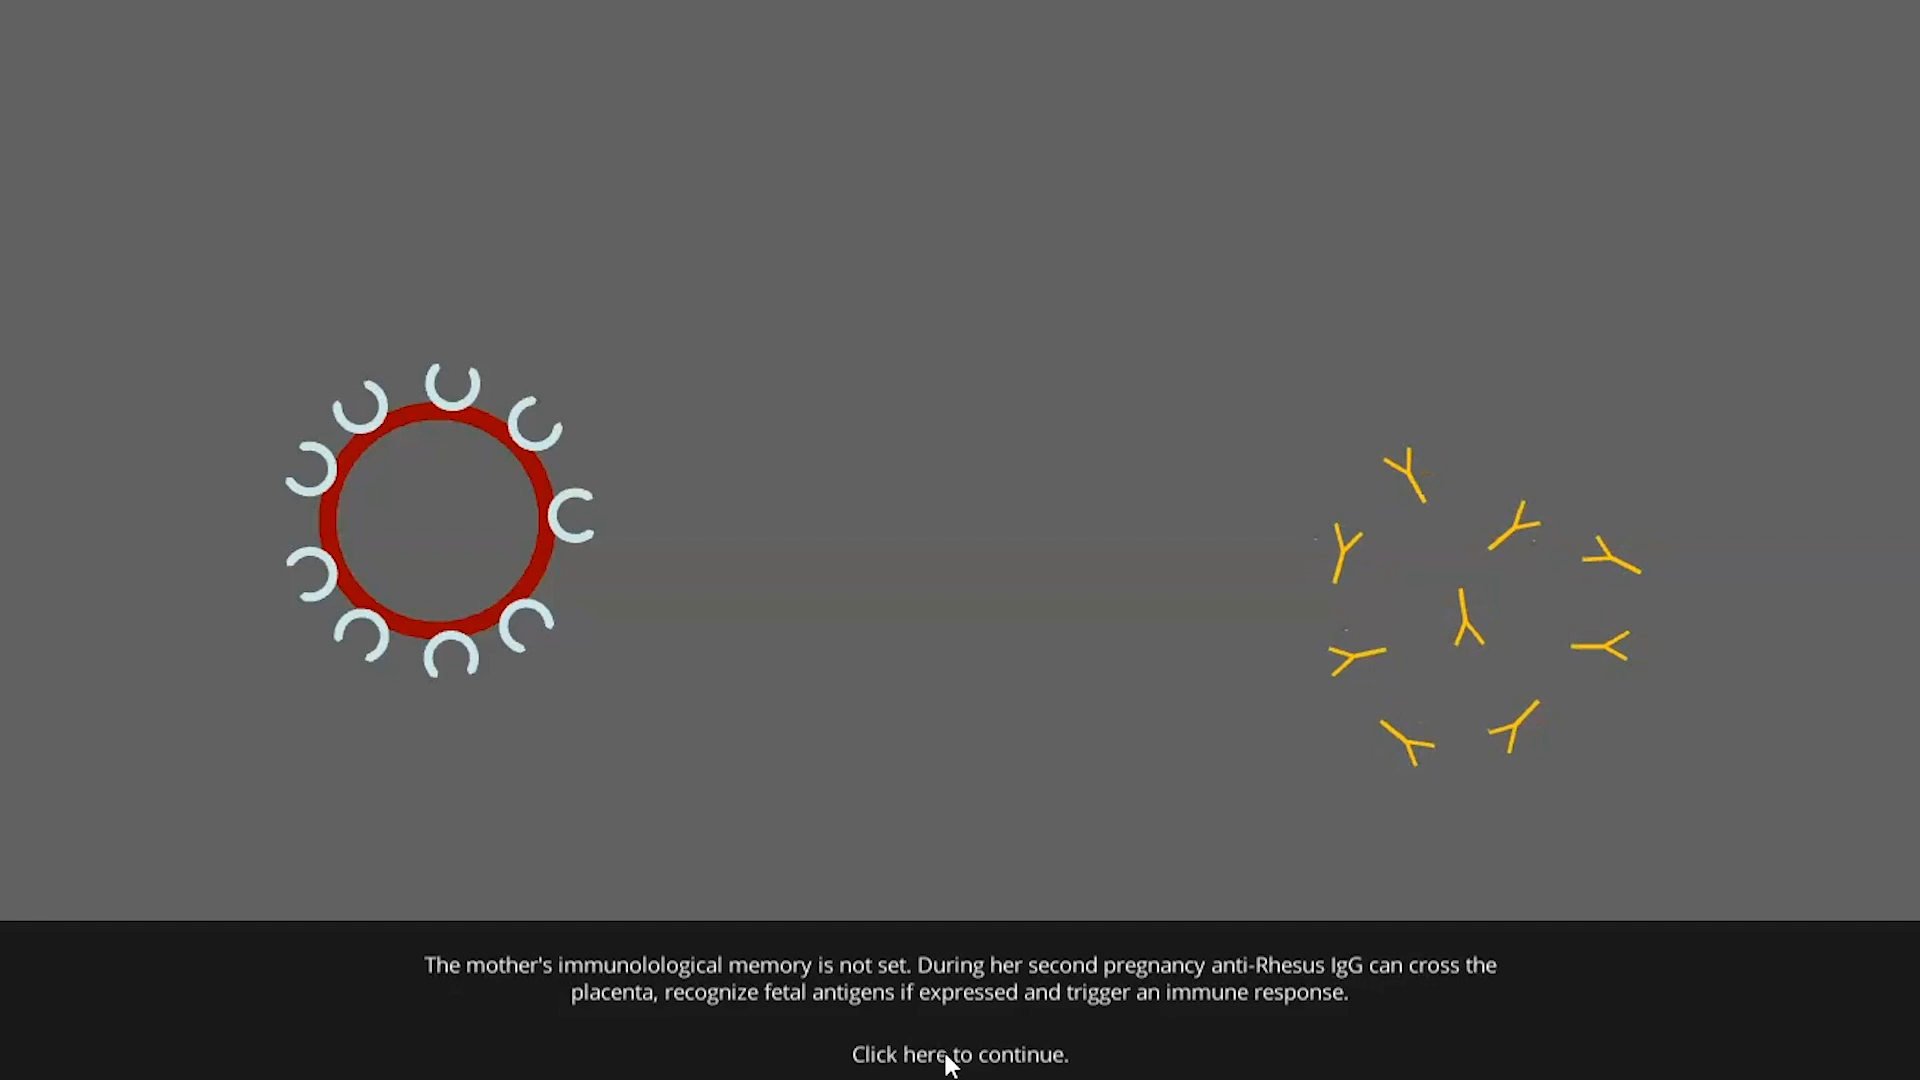 The mother's immunolological memory is not set. During her second pregnancy anti-Rhesus IgG can cross the
placenta, recognize fetal antigens if expressed and trigger an immune response.
Click here to continue.